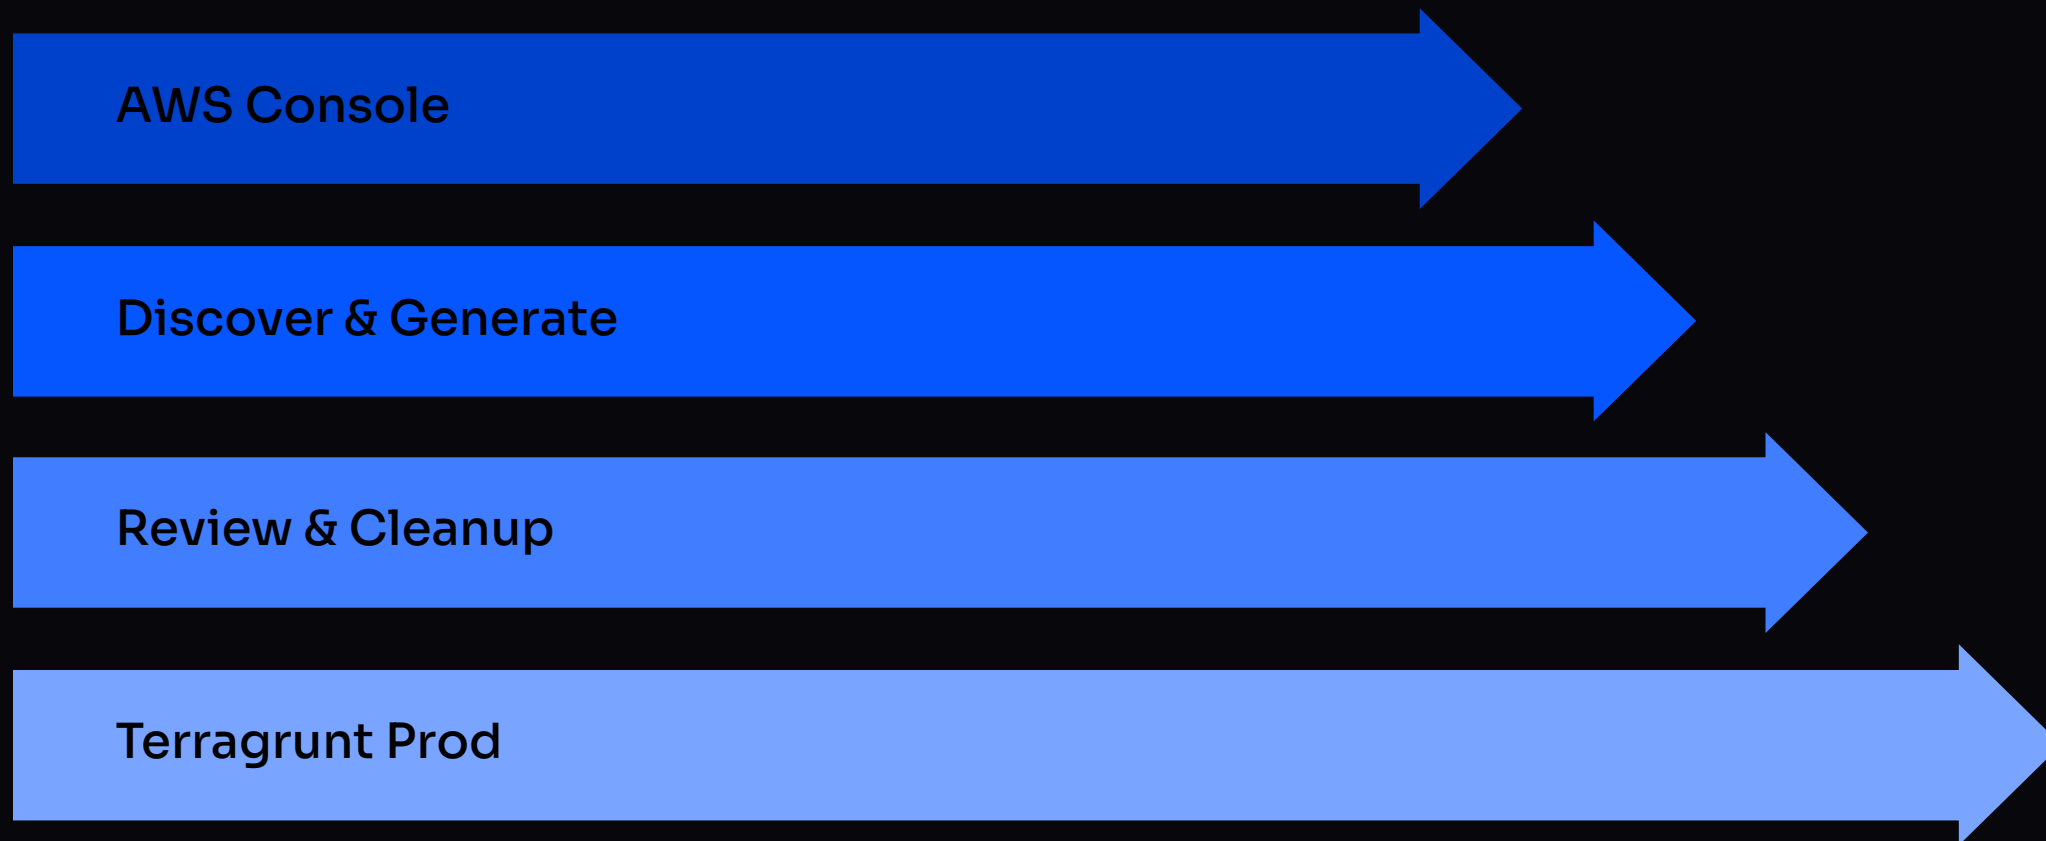 AWS Console
Discover & Generate
Review & Cleanup
Terragrunt Prod